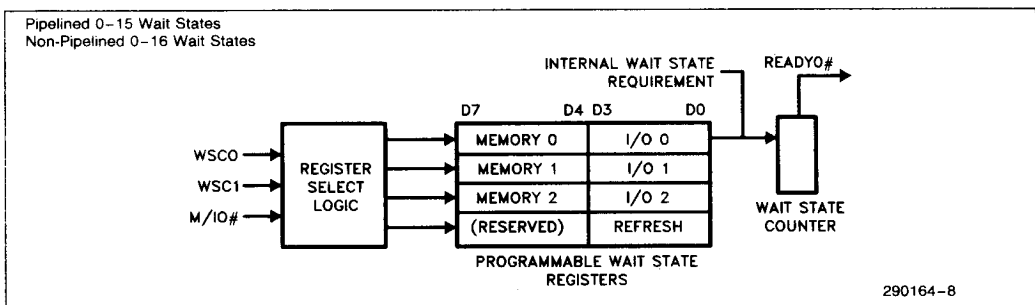 Pipelined 0–15 Wait States
Non-Pipelined 0–16 Wait States
INTERNAL WAIT STATE
REQUIREMENT
READYO#
D7
D4
D3
D0
WSC0
WSC1
M/IO#
REGISTER
SELECT
LOGIC
MEMORY 0
I/O 0
MEMORY 1
I/O 1
MEMORY 2
I/O 2
(RESERVED)
REFRESH
WAIT STATE
COUNTER
PROGRAMMABLE WAIT STATE
REGISTERS
290164–8